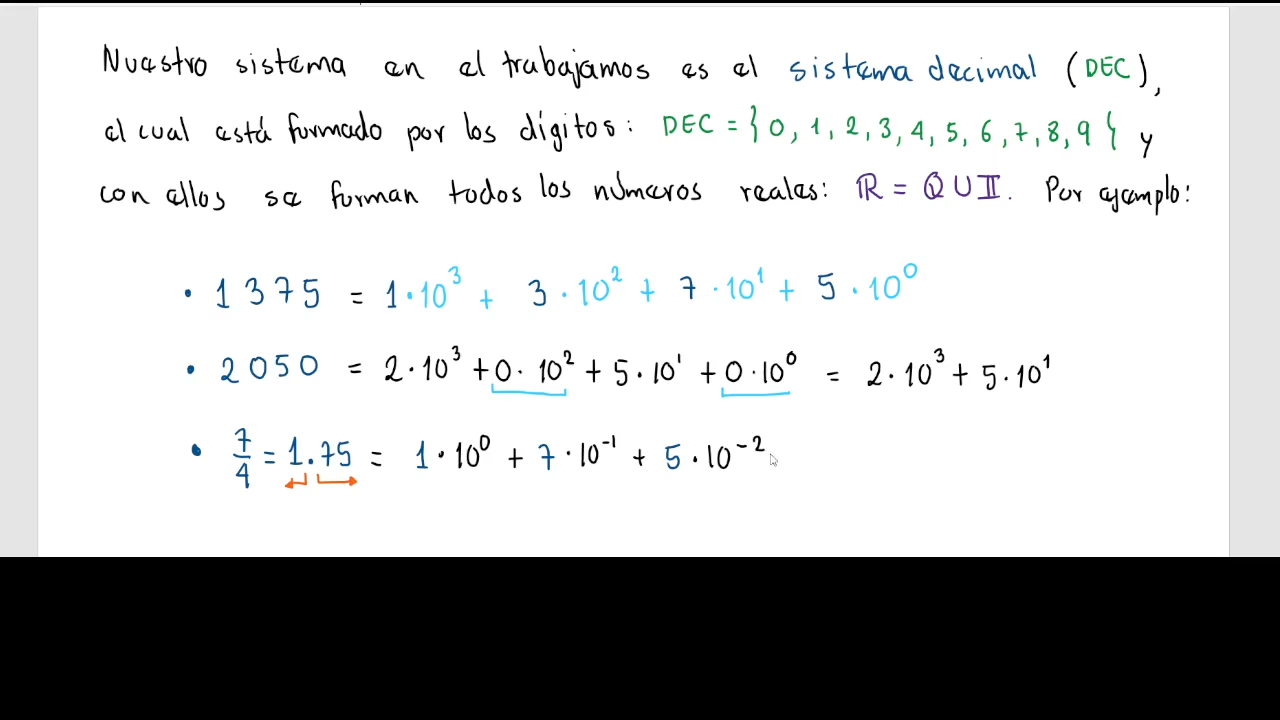 Nuestro sistema en el trabajamos es el sistema decimal (DEC),
el cual está formado por los dígitos: DEC = {0, 1, 2, 3, 4, 5, 6, 7, 8, 9} y
con ellos se forman todos los números reales: ℝ = ℚ ∪ 𝕀. Por ejemplo:
• 1375 = 1·10³ + 3·10² + 7·10¹ + 5·10⁰
• 2050 = 2·10³ + 0·10² + 5·10¹ + 0·10⁰ = 2·10³ + 5·10¹
• 7/4 = 1.75 = 1·10⁰ + 7·10⁻¹ + 5·10⁻²